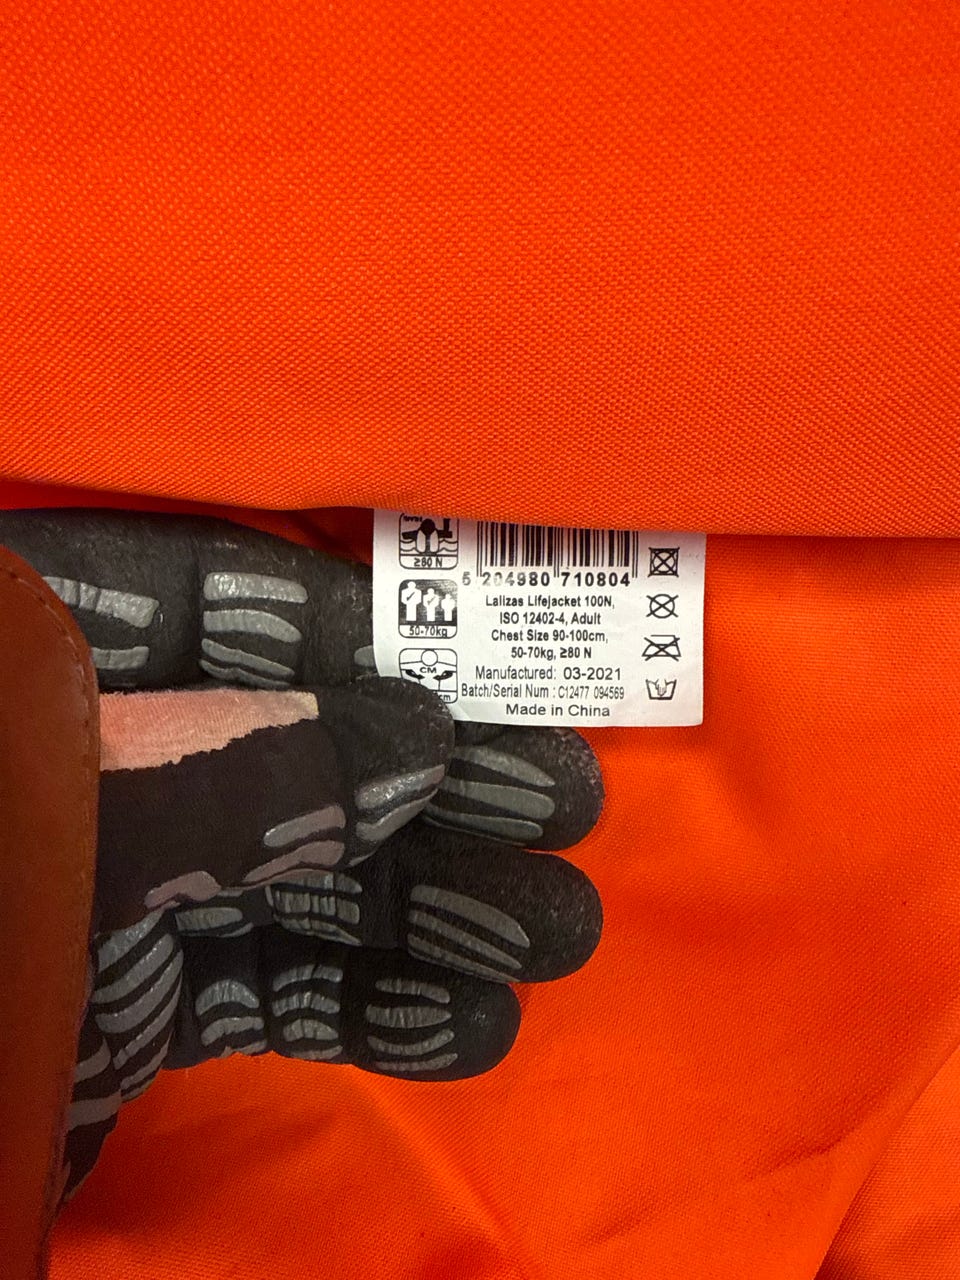 ≥80 N
5 204980 710804
50-70kg
Lalizas Lifejacket 100N,
ISO 12402-4, Adult
Chest Size 90-100cm,
50-70kg, ≥80 N
CM
cm
Manufactured: 03-2021
Batch/Serial Num : C12477 094569
Made in China